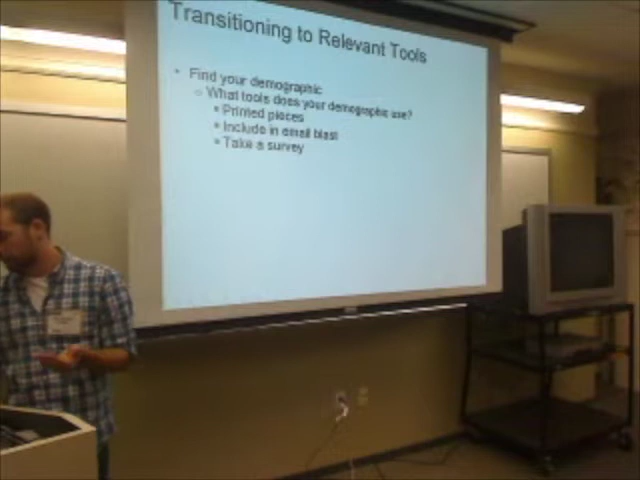 Transitioning to Relevant Tools
• Find your demographic
○ What tools does your demographic use?
▪ Printed pieces
▪ Include in email blast
▪ Take a survey